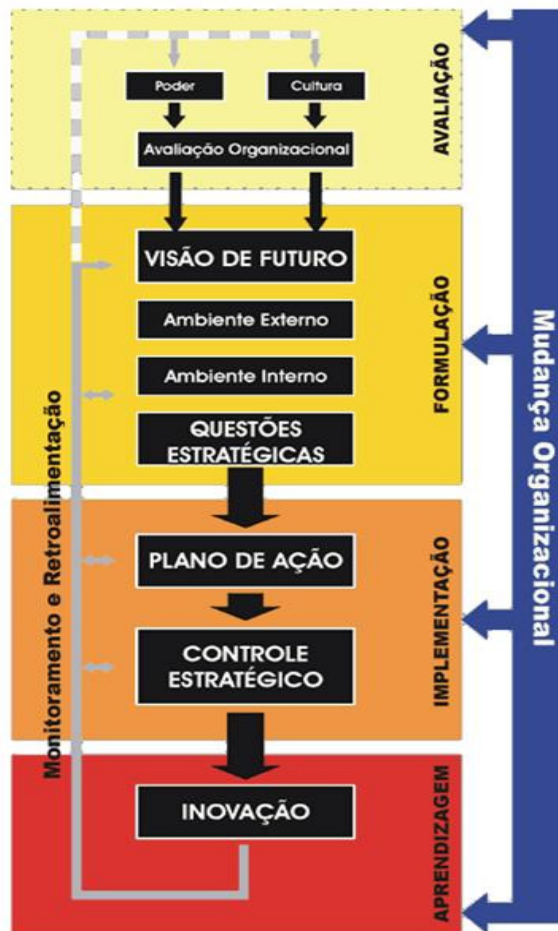 Poder
Cultura
Avaliação Organizacional
AVALIAÇÃO
VISÃO DE FUTURO
Ambiente Externo
Ambiente Interno
QUESTÕES
ESTRATÉGICAS
FORMULAÇÃO
PLANO DE AÇÃO
CONTROLE
ESTRATÉGICO
IMPLEMENTAÇÃO
INOVAÇÃO
APRENDIZAGEM
Monitoramento e Retroalimentação
Mudança Organizacional